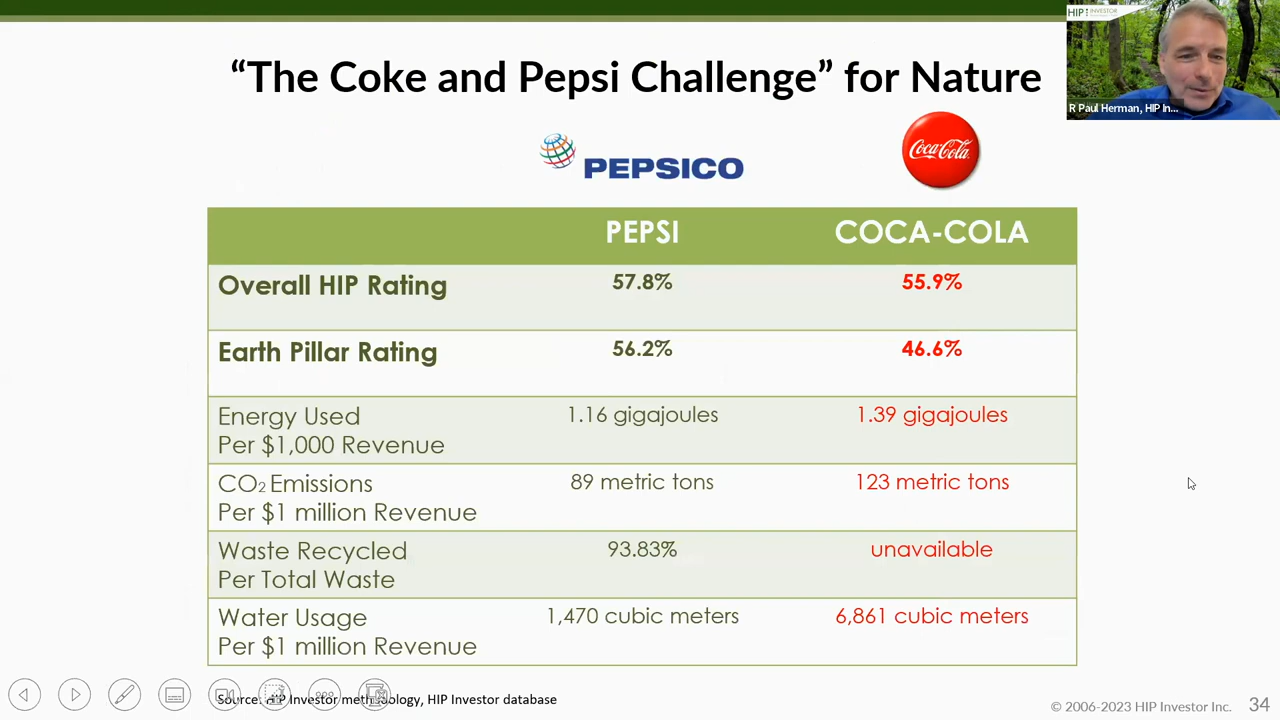 “The Coke and Pepsi Challenge” for Nature
HIP INVESTOR
R Paul Herman, HIP In...
PEPSICO
Coca-Cola
PEPSI COCA-COLA
Overall HIP Rating 57.8% 55.9%
Earth Pillar Rating 56.2% 46.6%
Energy Used 1.16 gigajoules 1.39 gigajoules
Per $1,000 Revenue
CO₂ Emissions 89 metric tons 123 metric tons
Per $1 million Revenue
Waste Recycled 93.83% unavailable
Per Total Waste
Water Usage 1,470 cubic meters 6,861 cubic meters
Per $1 million Revenue
Source: HIP Investor methodology, HIP Investor database
© 2006-2023 HIP Investor Inc. 34